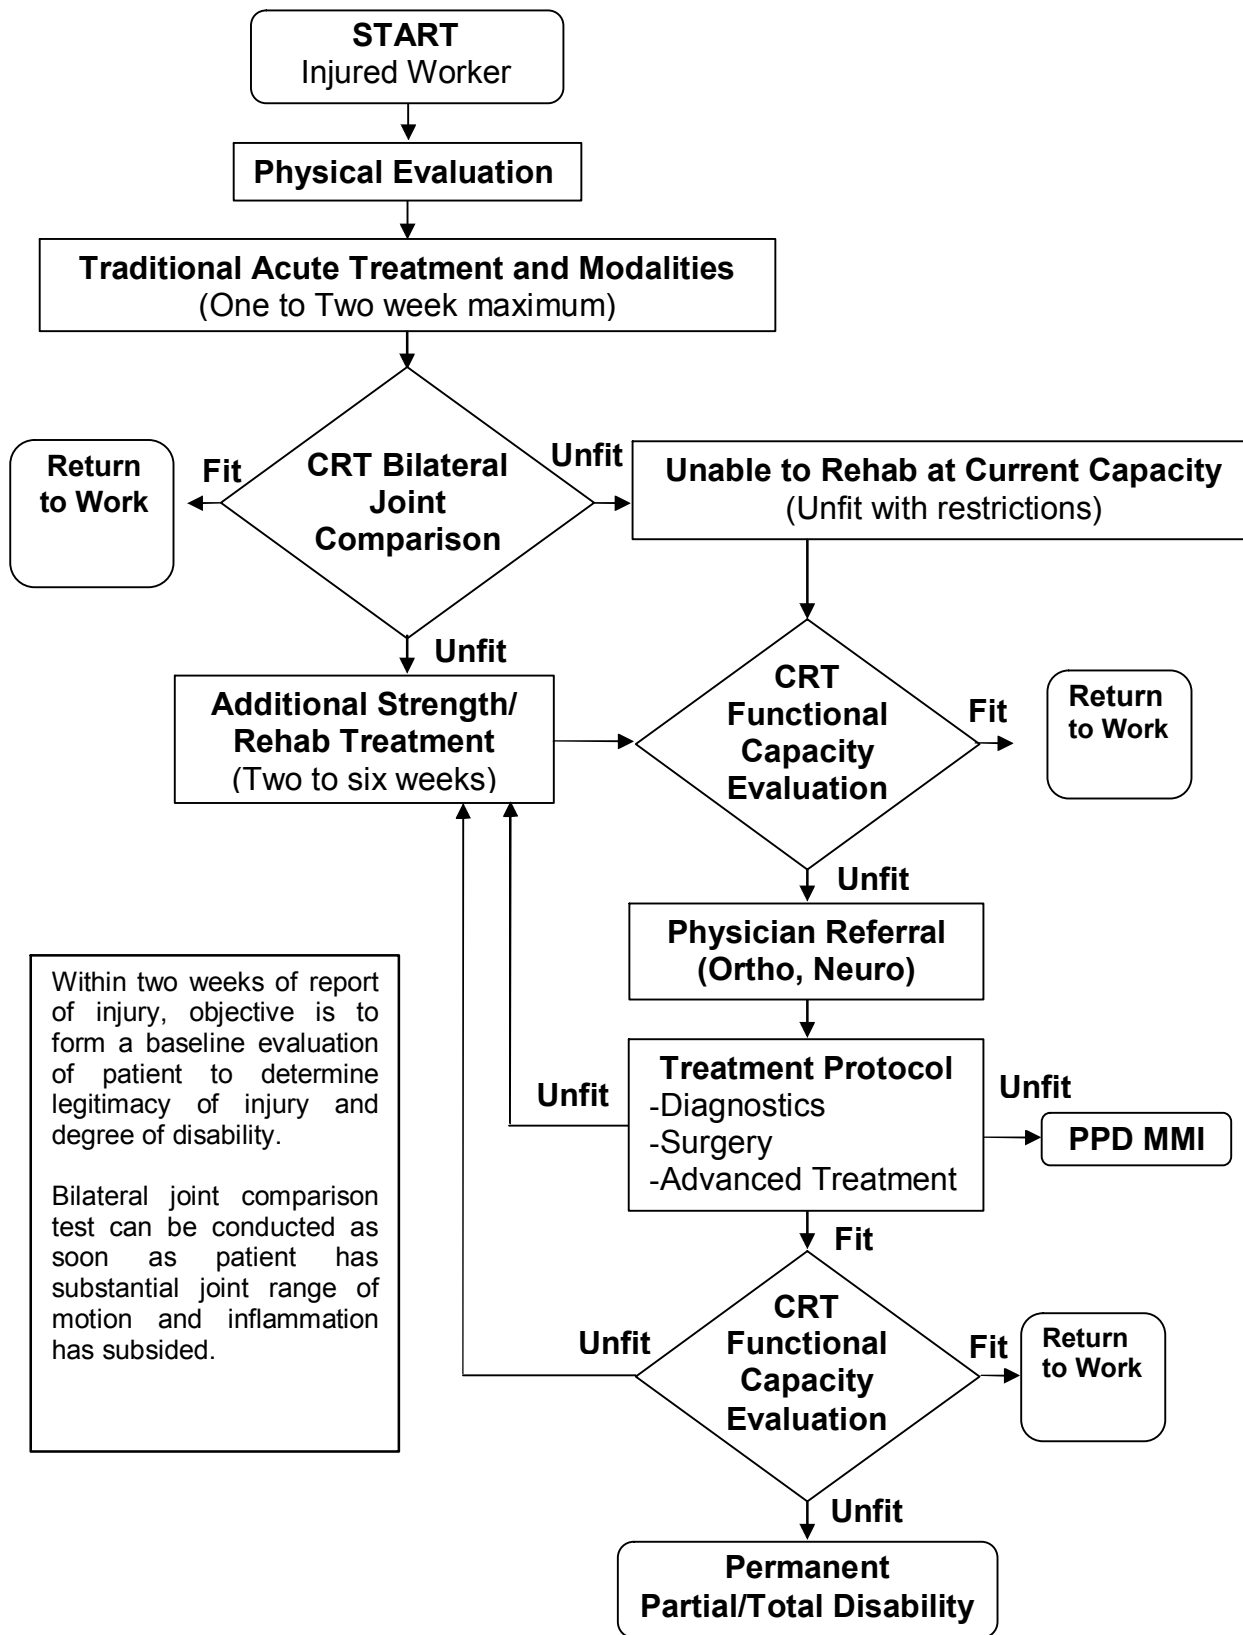 START
Injured Worker
Physical Evaluation
Traditional Acute Treatment and Modalities
(One to Two week maximum)
Return
to Work
Fit
CRT Bilateral
Joint
Comparison
Unfit
Unable to Rehab at Current Capacity
(Unfit with restrictions)
Unfit
Additional Strength/
Rehab Treatment
(Two to six weeks)
CRT
Functional
Capacity
Evaluation
Fit
Return
to Work
Unfit
Physician Referral
(Ortho, Neuro)
Within two weeks of report
of injury, objective is to
form a baseline evaluation
of patient to determine
legitimacy of injury and
degree of disability.
Bilateral joint comparison
test can be conducted as
soon as patient has
substantial joint range of
motion and inflammation
has subsided.
Unfit
Treatment Protocol
-Diagnostics
-Surgery
-Advanced Treatment
Unfit
PPD MMI
Fit
Unfit
CRT
Functional
Capacity
Evaluation
Fit
Return
to Work
Unfit
Permanent
Partial/Total Disability